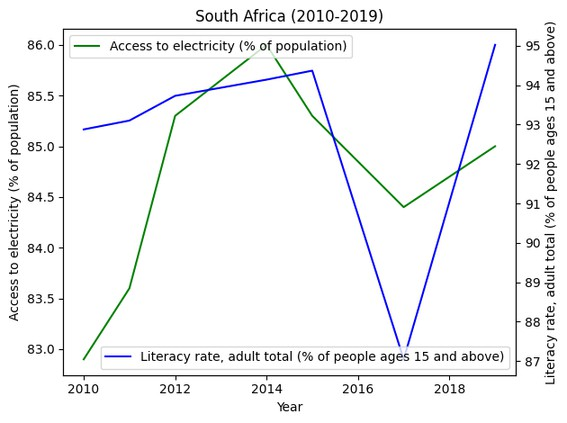 South Africa (2010-2019)
Access to electricity (% of population)
Literacy rate, adult total (% of people ages 15 and above)
Access to electricity (% of population)
86.0
85.5
85.0
84.5
84.0
83.5
83.0
95
94
93
92
91
90
89
88
87
Literacy rate, adult total (% of people ages 15 and above)
2010 2012 2014 2016 2018
Year